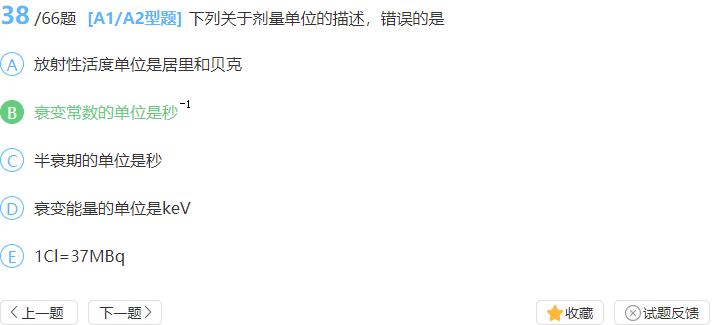 38 /66题 [A1/A2型题] 下列关于剂量单位的描述，错误的是
A 放射性活度单位是居里和贝克
B 衰变常数的单位是秒⁻¹
C 半衰期的单位是秒
D 衰变能量的单位是keV
E 1Cl=37MBq
上一题 下一题 收藏 试题反馈